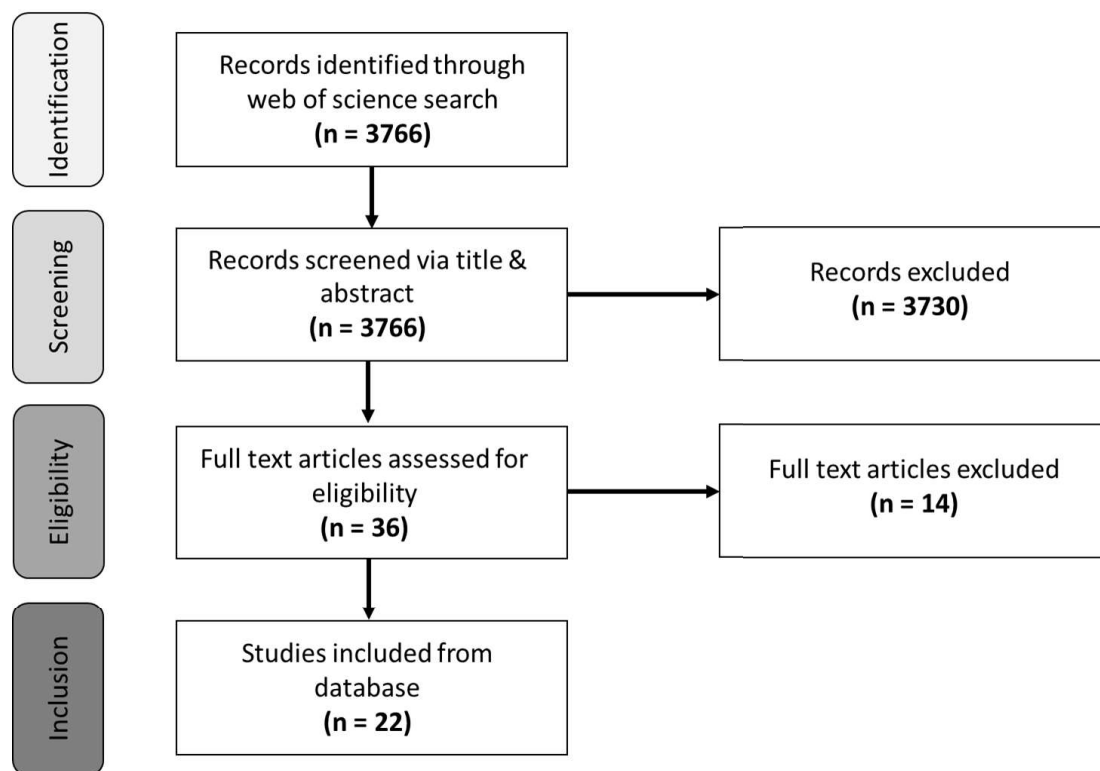 Identification
Records identified through
web of science search
(n = 3766)
Screening
Records screened via title &
abstract
(n = 3766)
Records excluded
(n = 3730)
Eligibility
Full text articles assessed for
eligibility
(n = 36)
Full text articles excluded
(n = 14)
Inclusion
Studies included from
database
(n = 22)